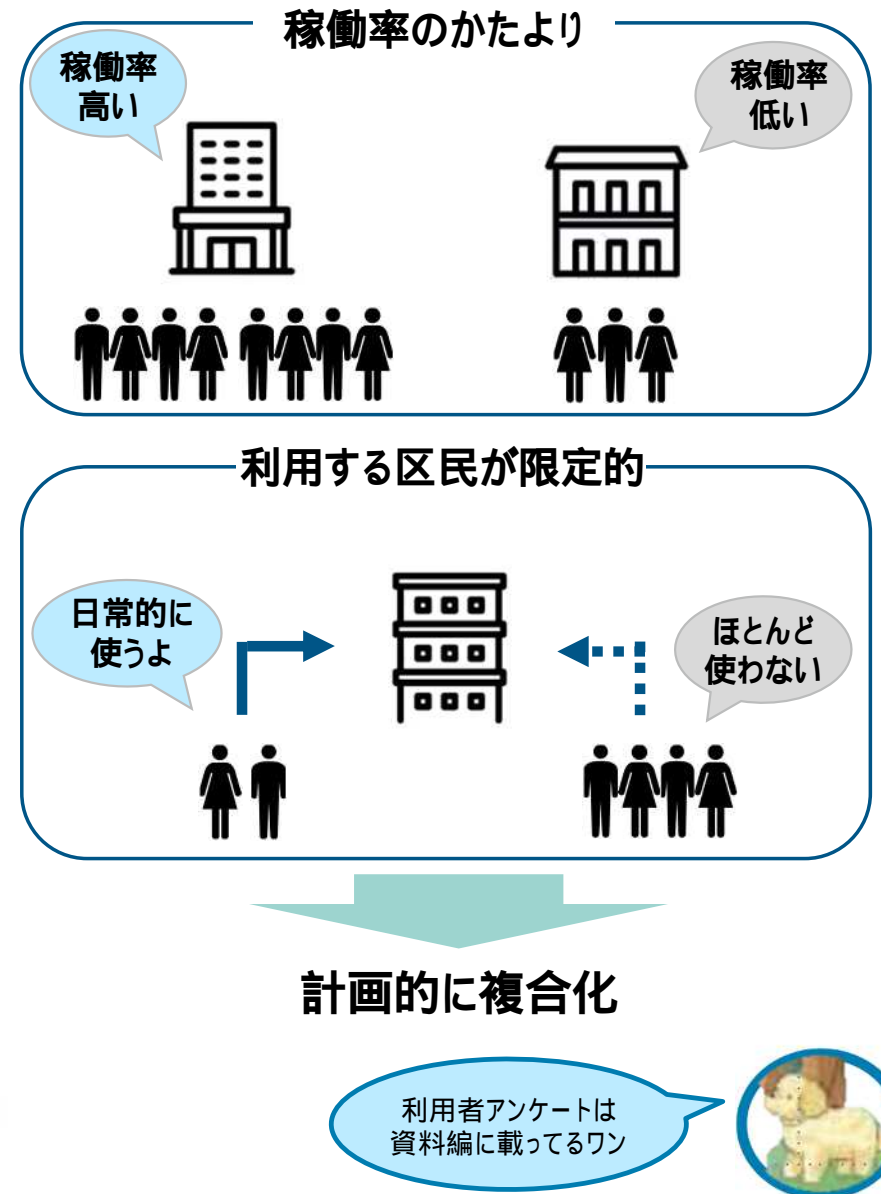 稼働率のかたより
稼働率
高い
稼働率
低い
利用する区民が限定的
日常的に
使うよ
ほとんど
使わない
計画的に複合化
利用者アンケートは
資料編に載ってるワン